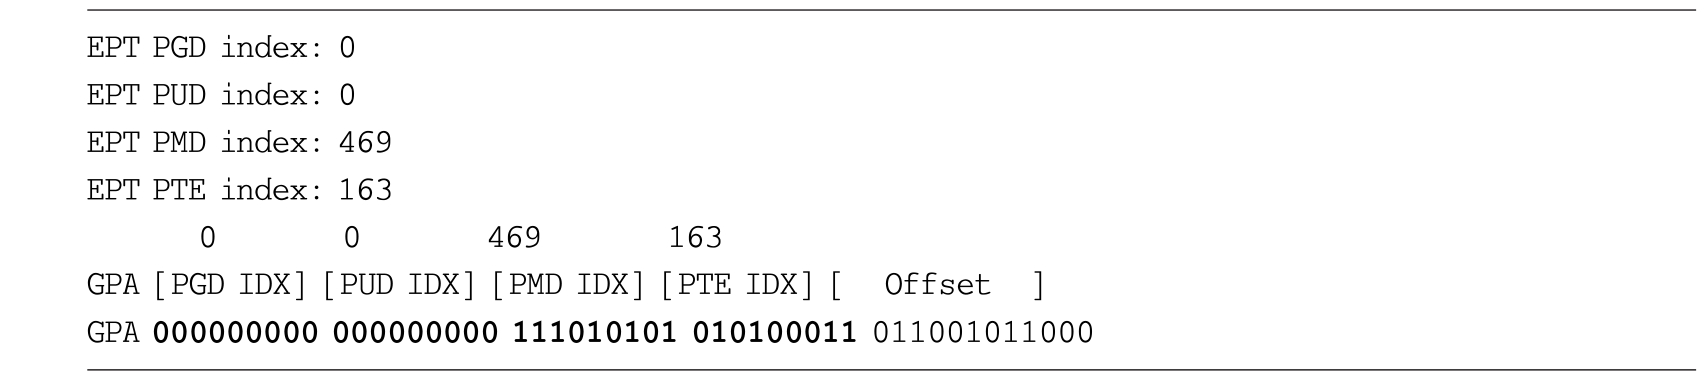 EPT PGD index: 0
EPT PUD index: 0
EPT PMD index: 469
EPT PTE index: 163
0 0 469 163
GPA [PGD IDX] [PUD IDX] [PMD IDX] [PTE IDX] [ Offset ]
GPA 000000000 000000000 111010101 010100011 011001011000